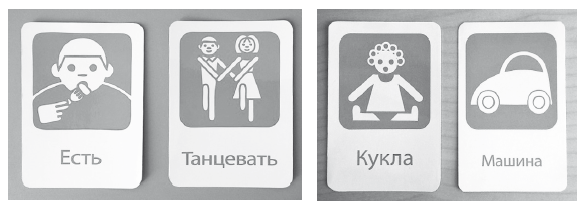 Есть
Танцевать
Кукла
Машина